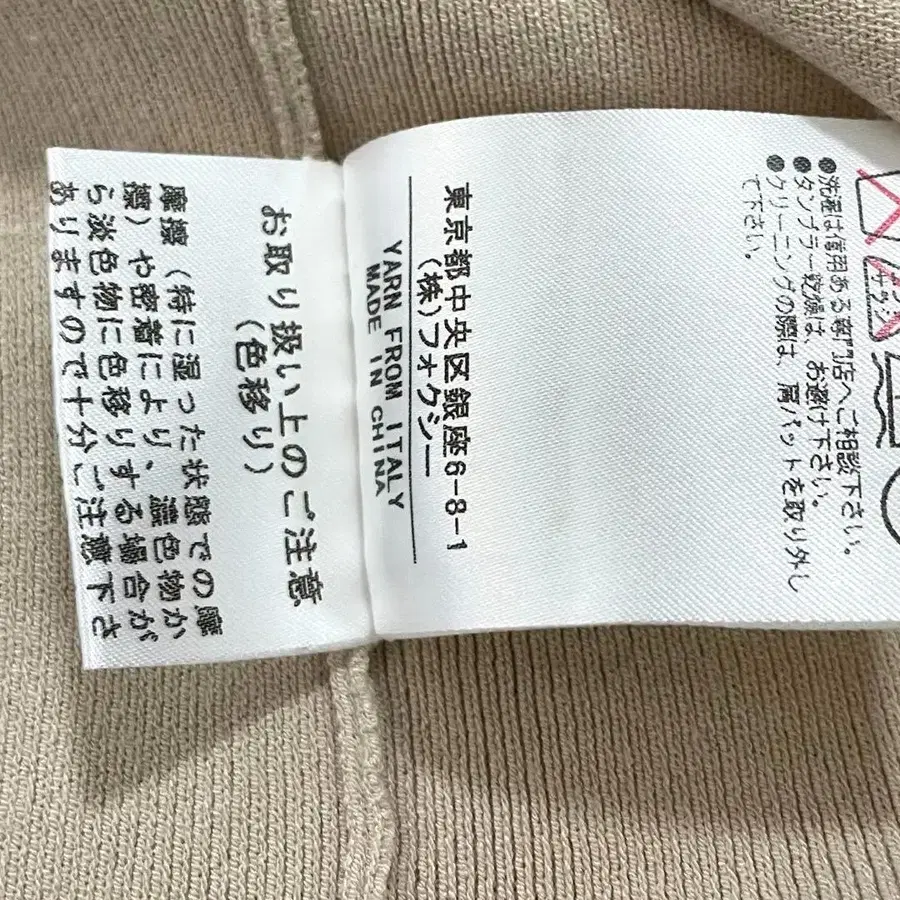 ●洗濯は信用ある専門店へご相談下さい。
●タンブラー乾燥は、お避け下さい。
●クリーニングの際は、肩パットを取り外し
て下さい。
東京都中央区銀座6-8-1
(株)フォクシー
YARN FROM ITALY
MADE IN CHINA
お取り扱い上のご注意
(色移り)
摩擦(特に湿った状態での摩
擦)や密着により、濃色物か
ら淡色物に色移りする場合が
ありますので十分ご注意下さ